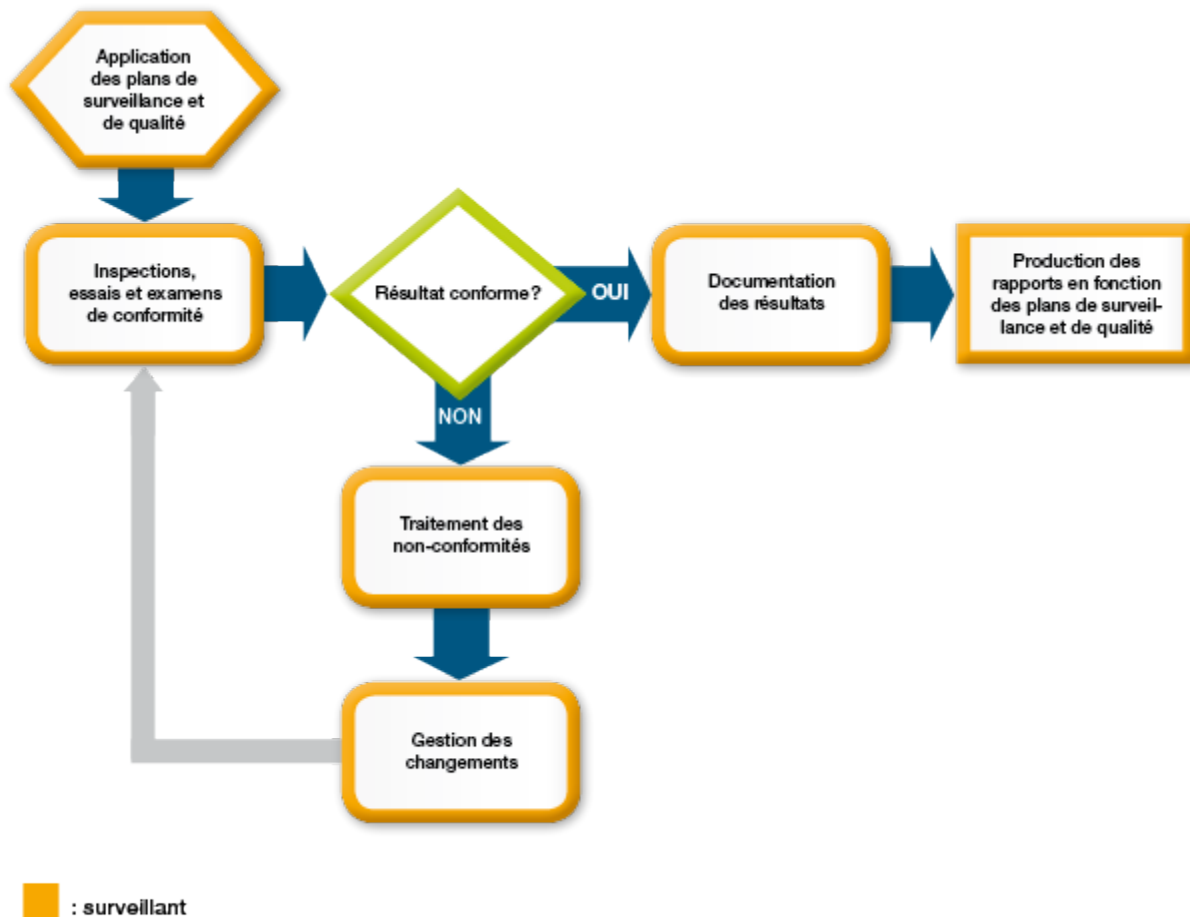 Application
des plans de
surveillance et
de qualité
Inspections,
essais et examens
de conformité
Résultat conforme?
OUI
Documentation
des résultats
Production des
rapports en fonction
des plans de surveil-
lance et de qualité
NON
Traitement des
non-conformités
Gestion des
changements
: surveillant